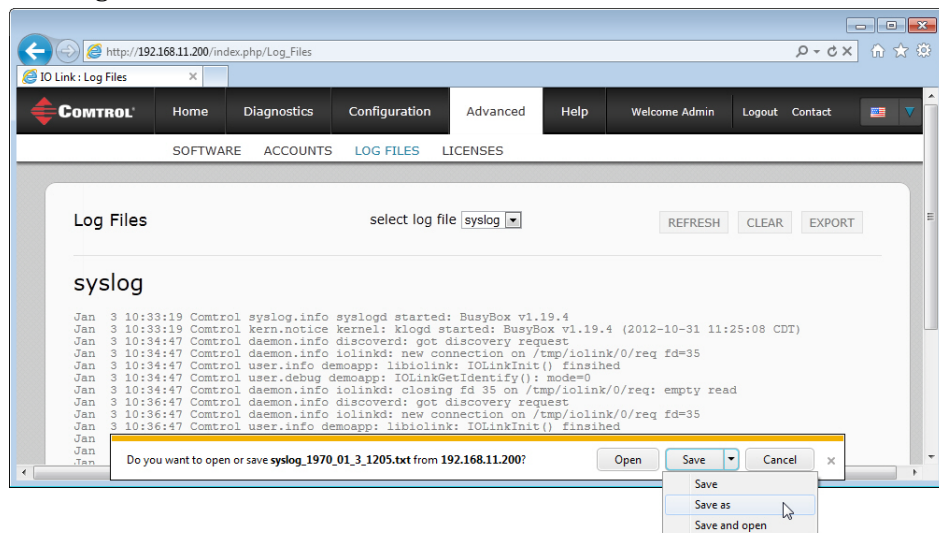 http://192.168.11.200/index.php/Log_Files
IO Link : Log Files
COMTROL Home Diagnostics Configuration Advanced Help Welcome Admin Logout Contact
SOFTWARE ACCOUNTS LOG FILES LICENSES
Log Files select log file syslog REFRESH CLEAR EXPORT
syslog
Jan 3 10:33:19 Comtrol syslog.info syslogd started: BusyBox v1.19.4
Jan 3 10:33:19 Comtrol kern.notice kernel: klogd started: BusyBox v1.19.4 (2012-10-31 11:25:08 CDT)
Jan 3 10:34:47 Comtrol daemon.info discoverd: got discovery request
Jan 3 10:34:47 Comtrol daemon.info iolinkd: new connection on /tmp/iolink/0/req fd=35
Jan 3 10:34:47 Comtrol user.info demoapp: libiolink: IOLinkInit() finsihed
Jan 3 10:34:47 Comtrol user.debug demoapp: IOLinkGetIdentify(): mode=0
Jan 3 10:34:47 Comtrol daemon.info iolinkd: closing fd 35 on /tmp/iolink/0/req: empty read
Jan 3 10:36:47 Comtrol daemon.info discoverd: got discovery request
Jan 3 10:36:47 Comtrol daemon.info iolinkd: new connection on /tmp/iolink/0/req fd=35
Jan 3 10:36:47 Comtrol user.info demoapp: libiolink: IOLinkInit() finsihed
Jan
Jan
Jan
Do you want to open or save syslog_1970_01_3_1205.txt from 192.168.11.200? Open Save Cancel
Save
Save as
Save and open